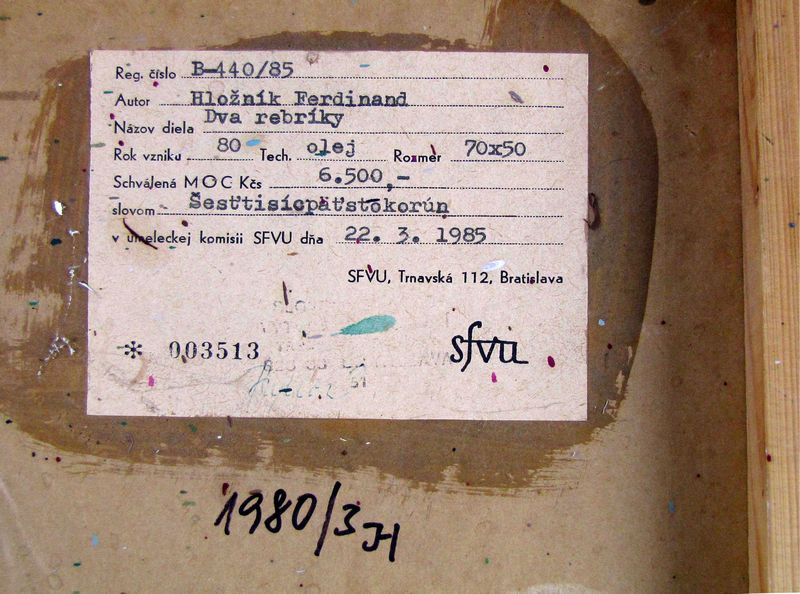 Reg. číslo B-440/85
Autor Hložník Ferdinand
Názov diela Dva rebríky
Rok vzniku 80 Tech. olej Rozmer 70x50
Schválená M O C Kčs 6.500,-
slovom Šesťtisícpäťstokorún
v umeleckej komisii SFVU dňa 22. 3. 1985
SFVU, Trnavská 112, Bratislava
* 003513 sfvu
1980/3